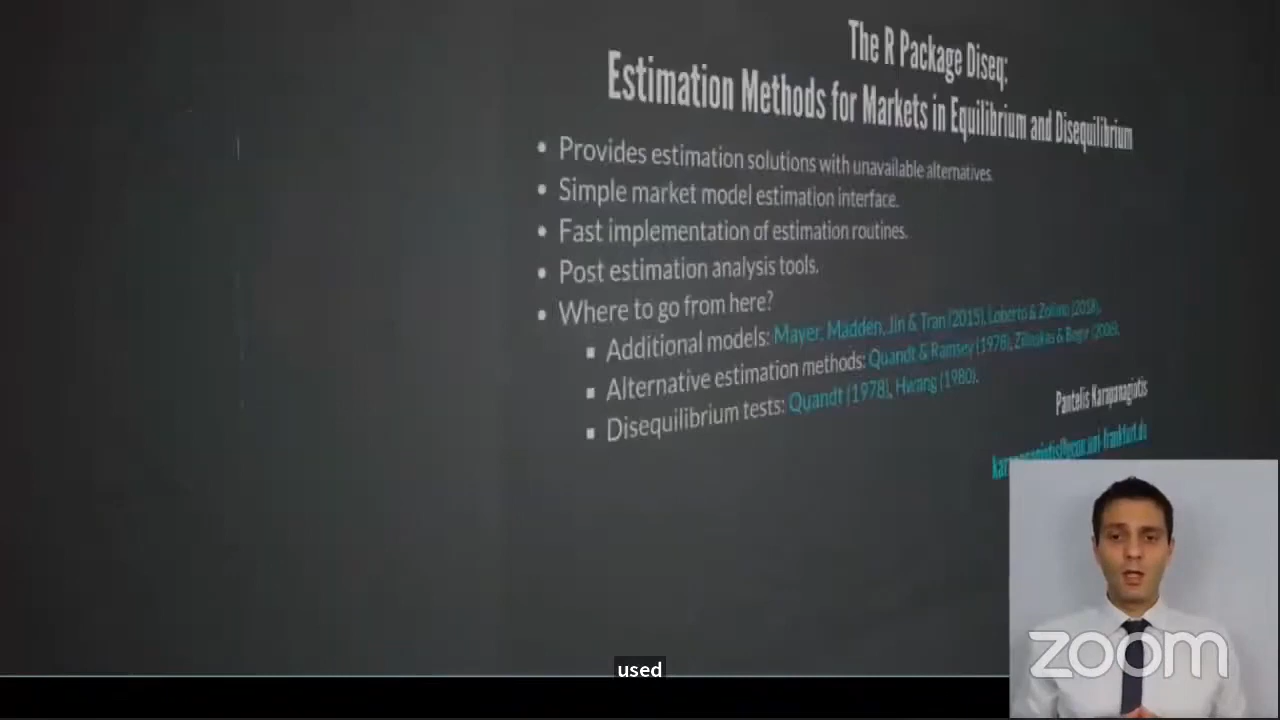 The R Package Diseq:
Estimation Methods for Markets in Equilibrium and Disequilibrium
• Provides estimation solutions with unavailable alternatives.
• Simple market model estimation interface.
• Fast implementation of estimation routines.
• Post estimation analysis tools.
• Where to go from here?
▪ Additional models: Mayer, Madden, Jin & Tran (2015), Loberto & Zollino (2018),
▪ Alternative estimation methods: Quandt & Ramsey (1978),
▪ Disequilibrium tests: Quandt (1978), Hwang (1980).
Pantelis Karapanagiotis
zoom
used